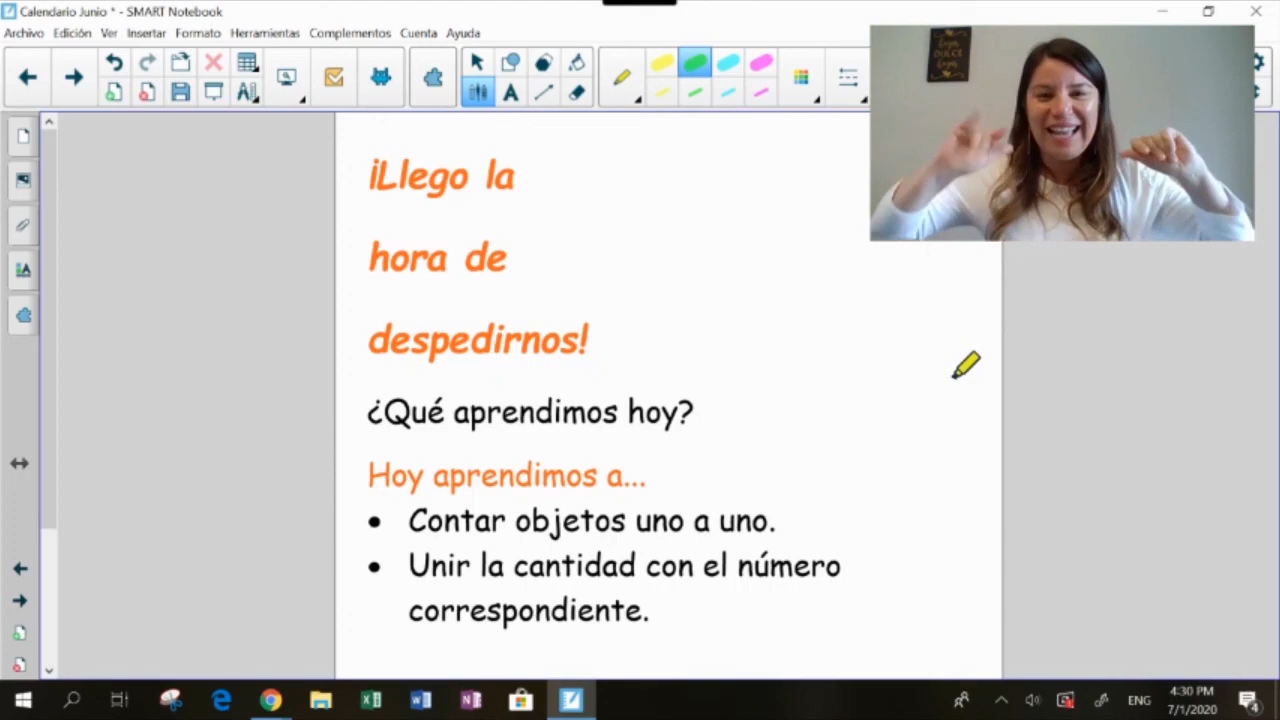 Calendario Junio * - SMART Notebook
Archivo Edición Ver Insertar Formato Herramientas Complementos Cuenta Ayuda
¡Llego la
hora de
despedirnos!
¿Qué aprendimos hoy?
Hoy aprendimos a...
• Contar objetos uno a uno.
• Unir la cantidad con el número
correspondiente.
ENG
4:30 PM
7/1/2020
4